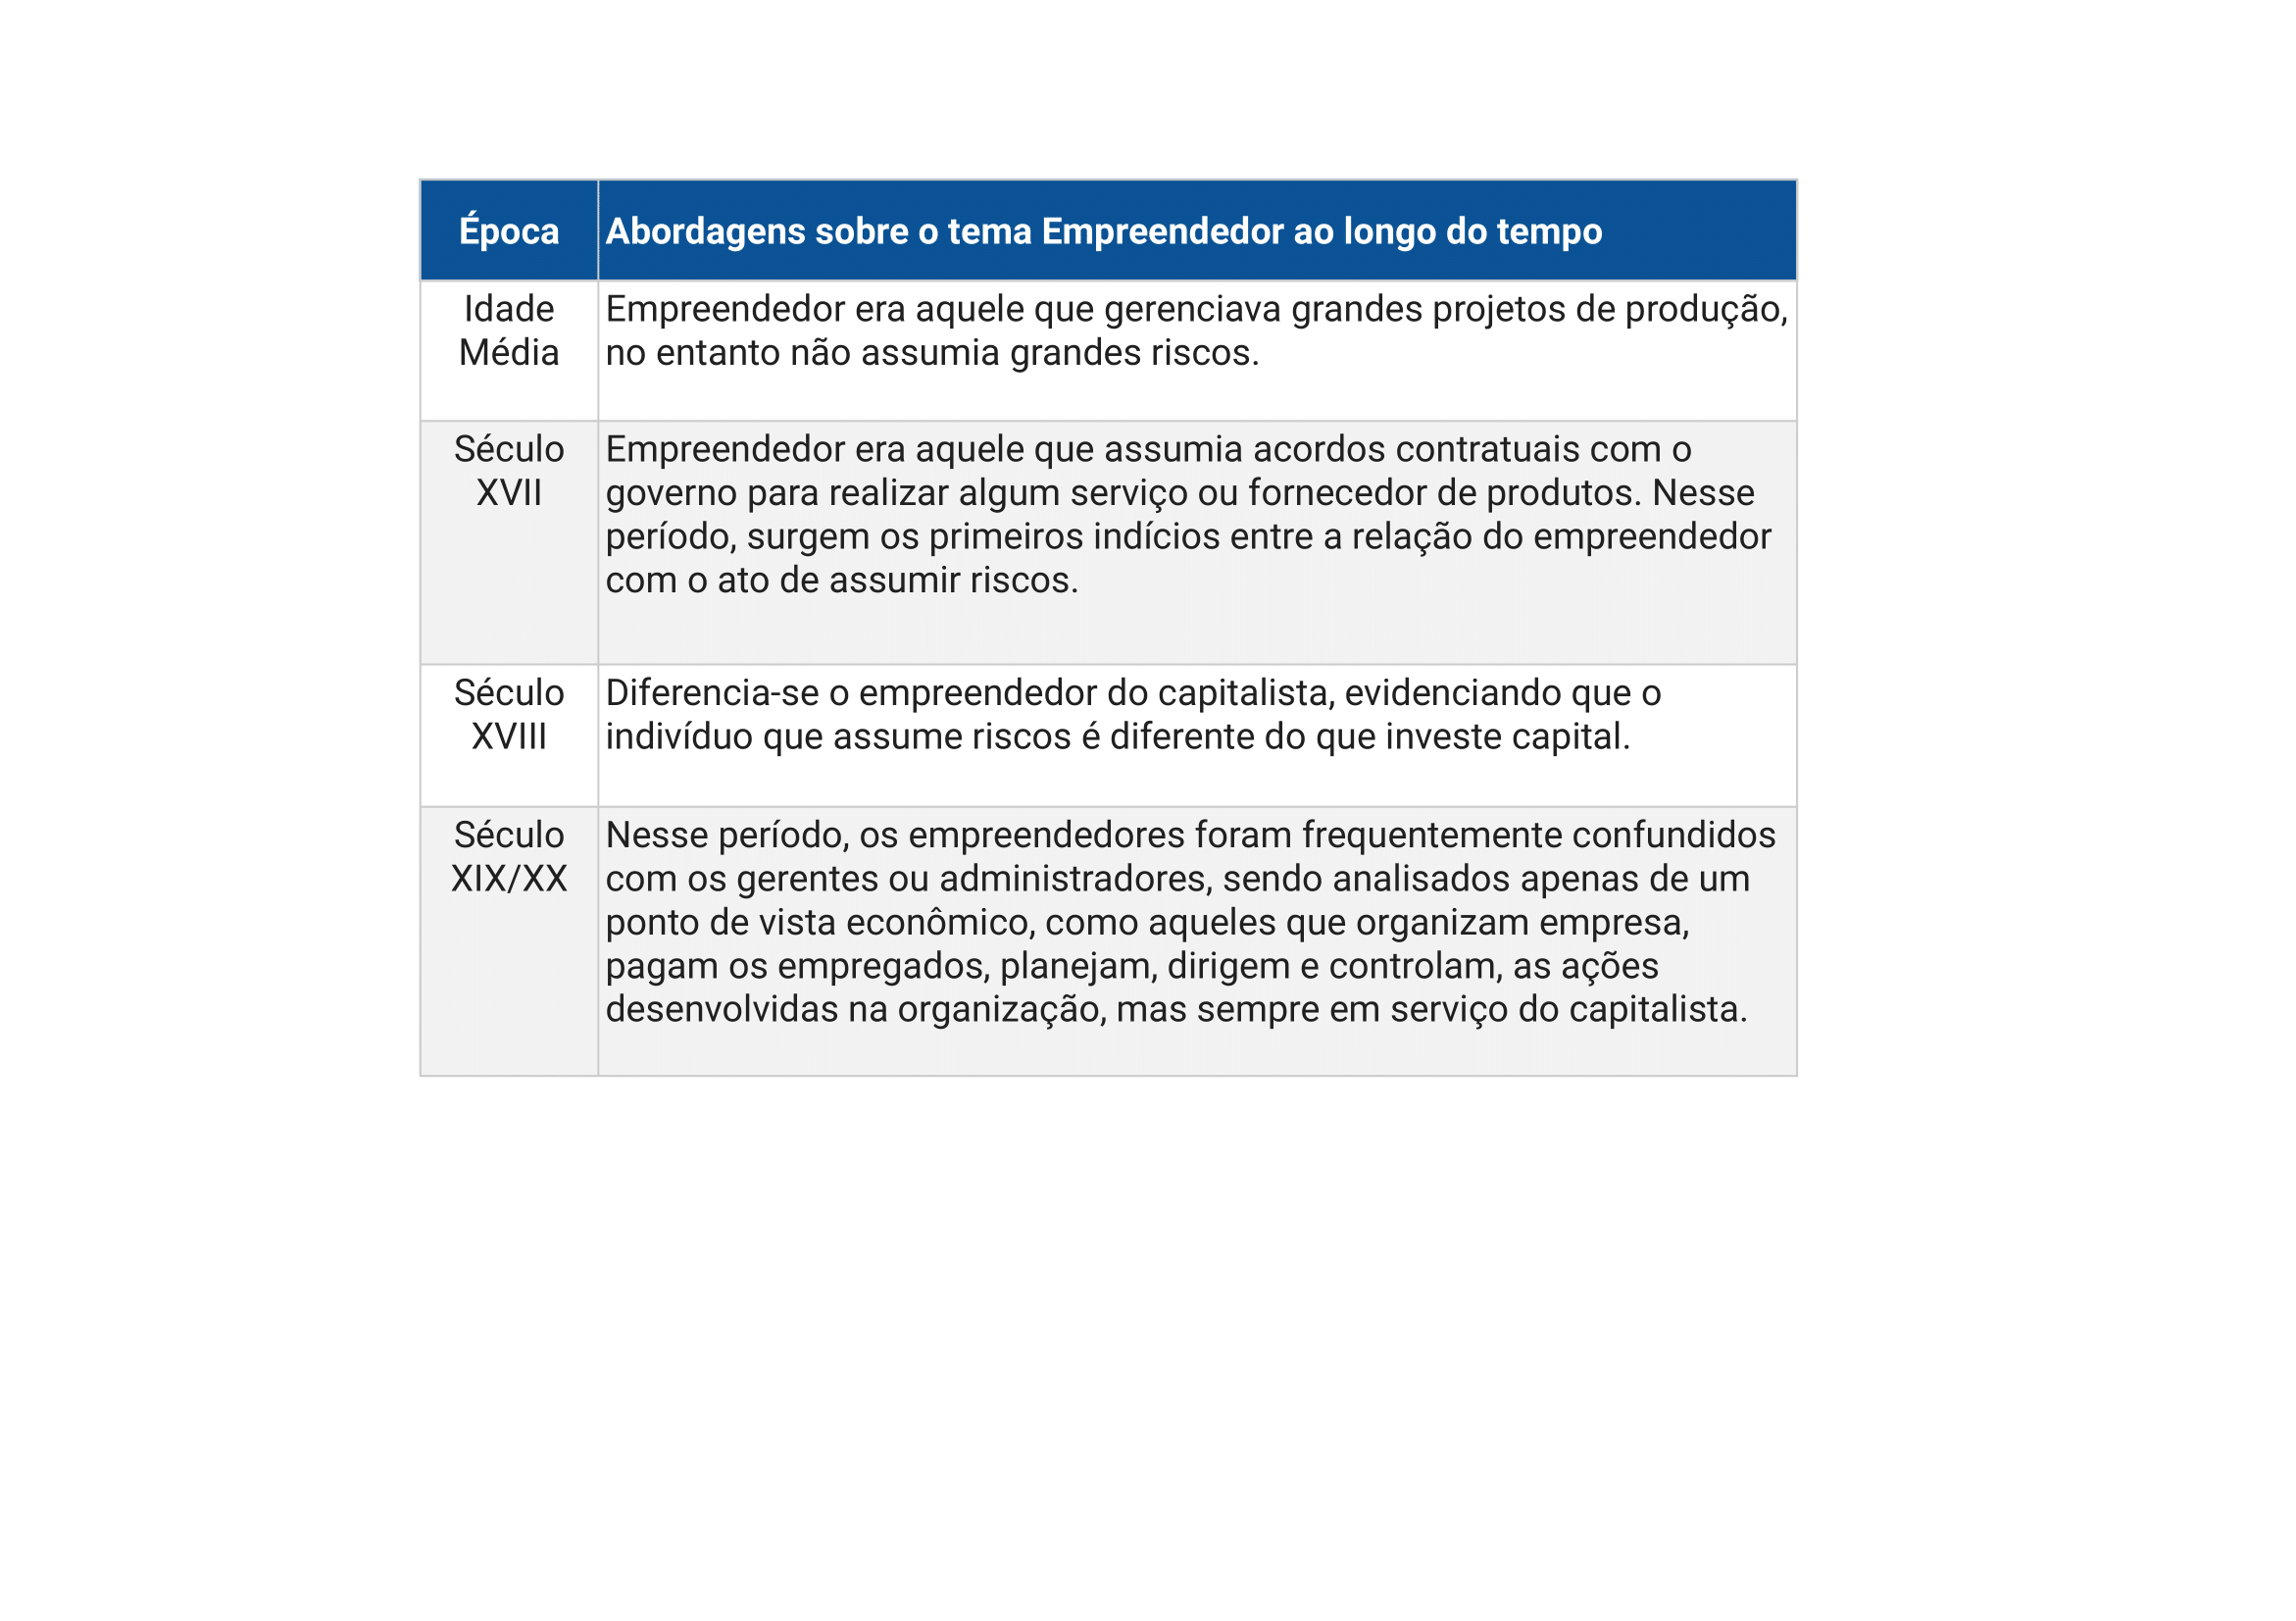 Época
Abordagens sobre o tema Empreendedor ao longo do tempo
Idade
Média
Empreendedor era aquele que gerenciava grandes projetos de produção,
no entanto não assumia grandes riscos.
Século
XVII
Empreendedor era aquele que assumia acordos contratuais com o
governo para realizar algum serviço ou fornecedor de produtos. Nesse
período, surgem os primeiros indícios entre a relação do empreendedor
com o ato de assumir riscos.
Século
XVIII
Diferencia-se o empreendedor do capitalista, evidenciando que o
indivíduo que assume riscos é diferente do que investe capital.
Século
XIX/XX
Nesse período, os empreendedores foram frequentemente confundidos
com os gerentes ou administradores, sendo analisados apenas de um
ponto de vista econômico, como aqueles que organizam empresa,
pagam os empregados, planejam, dirigem e controlam, as ações
desenvolvidas na organização, mas sempre em serviço do capitalista.